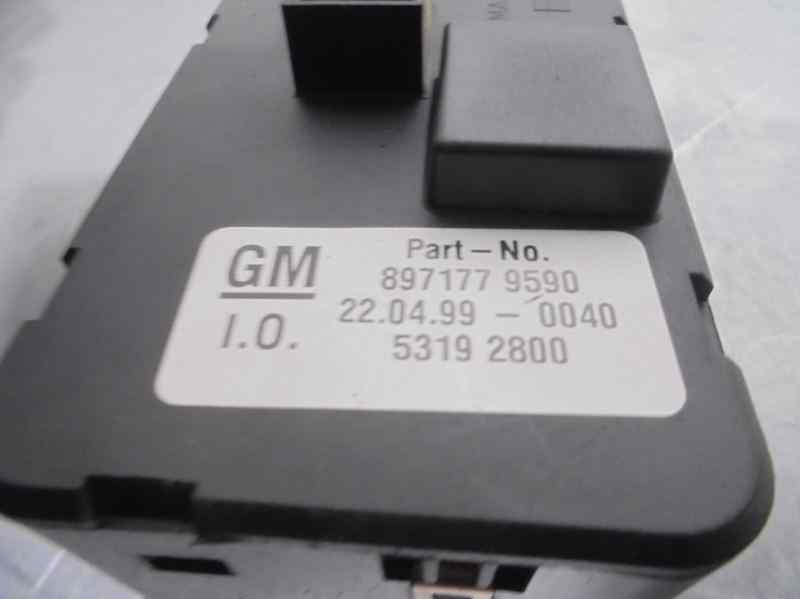 GM
I.O.
Part-No.
897177 9590
22.04.99 - 0040
5319 2800